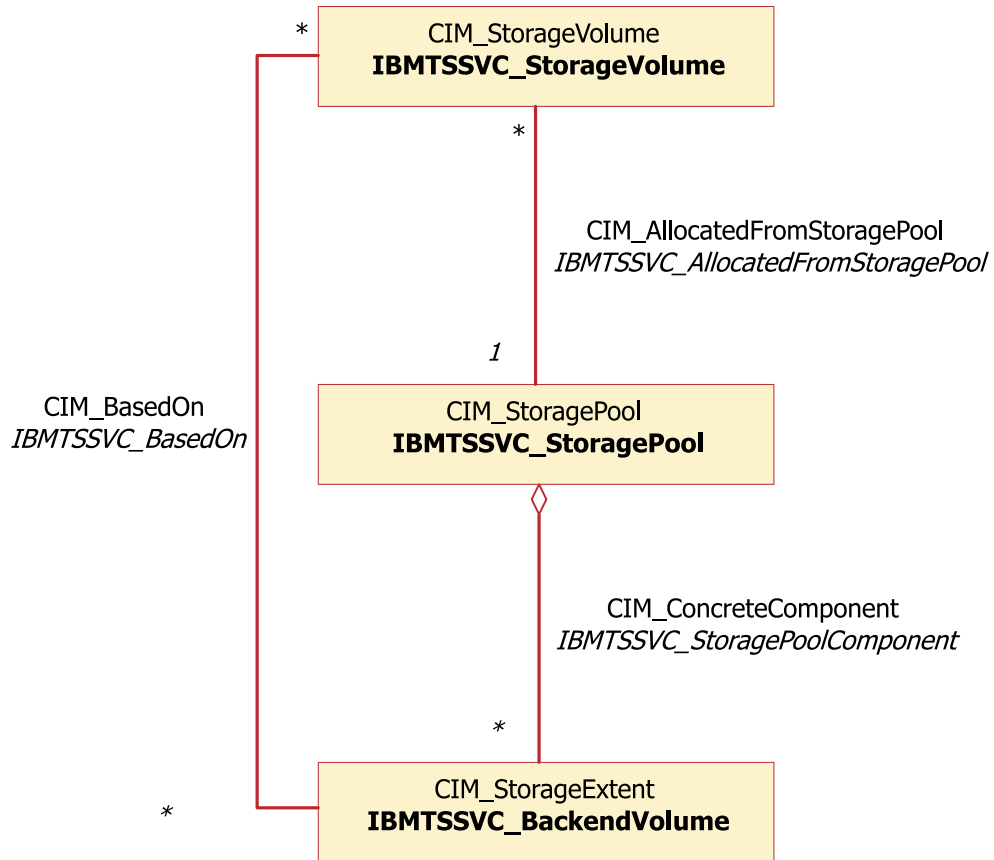 *
CIM_StorageVolume
IBMTSSVC_StorageVolume
*
CIM_AllocatedFromStoragePool
IBMTSSVC_AllocatedFromStoragePool
1
CIM_BasedOn
IBMTSSVC_BasedOn
CIM_StoragePool
IBMTSSVC_StoragePool
CIM_ConcreteComponent
IBMTSSVC_StoragePoolComponent
*
CIM_StorageExtent
IBMTSSVC_BackendVolume
*